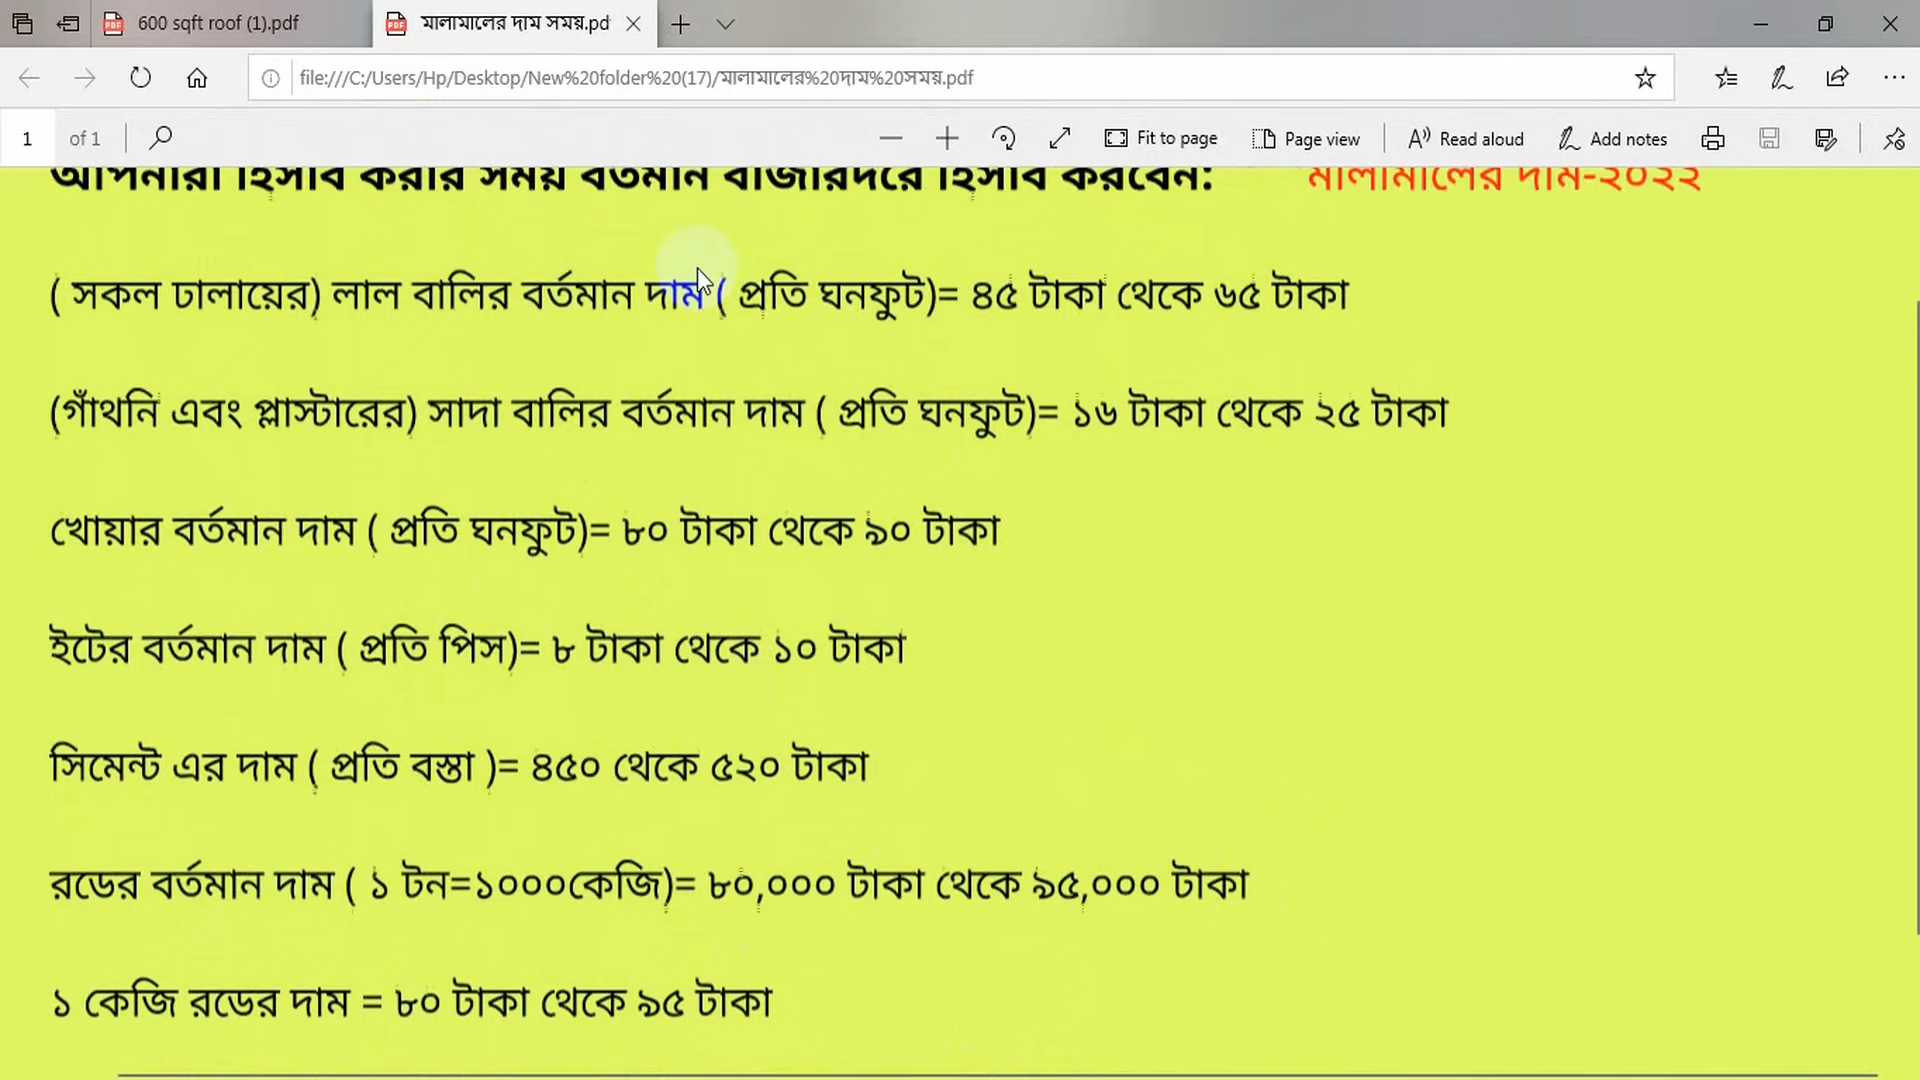 600 sqft roof (1).pdf
মালামালের দাম সময়.pd
file:///C:/Users/Hp/Desktop/New%20folder%20(17)/মালামালের%20দাম%20সময়.pdf
1 of 1
Fit to page
Page view
Read aloud
Add notes
আপনারা হিসাব করার সময় বর্তমান বাজারদরে হিসাব করবেন: মালামালের দাম-২০২২
( সকল ঢালায়ের) লাল বালির বর্তমান দাম ( প্রতি ঘনফুট)= ৪৫ টাকা থেকে ৬৫ টাকা
(গাঁথনি এবং প্লাস্টারের) সাদা বালির বর্তমান দাম ( প্রতি ঘনফুট)= ১৬ টাকা থেকে ২৫ টাকা
খোয়ার বর্তমান দাম ( প্রতি ঘনফুট)= ৮০ টাকা থেকে ৯০ টাকা
ইটের বর্তমান দাম ( প্রতি পিস)= ৮ টাকা থেকে ১০ টাকা
সিমেন্ট এর দাম ( প্রতি বস্তা )= ৪৫০ থেকে ৫২০ টাকা
রডের বর্তমান দাম ( ১ টন=১০০০কেজি)= ৮০,০০০ টাকা থেকে ৯৫,০০০ টাকা
১ কেজি রডের দাম = ৮০ টাকা থেকে ৯৫ টাকা